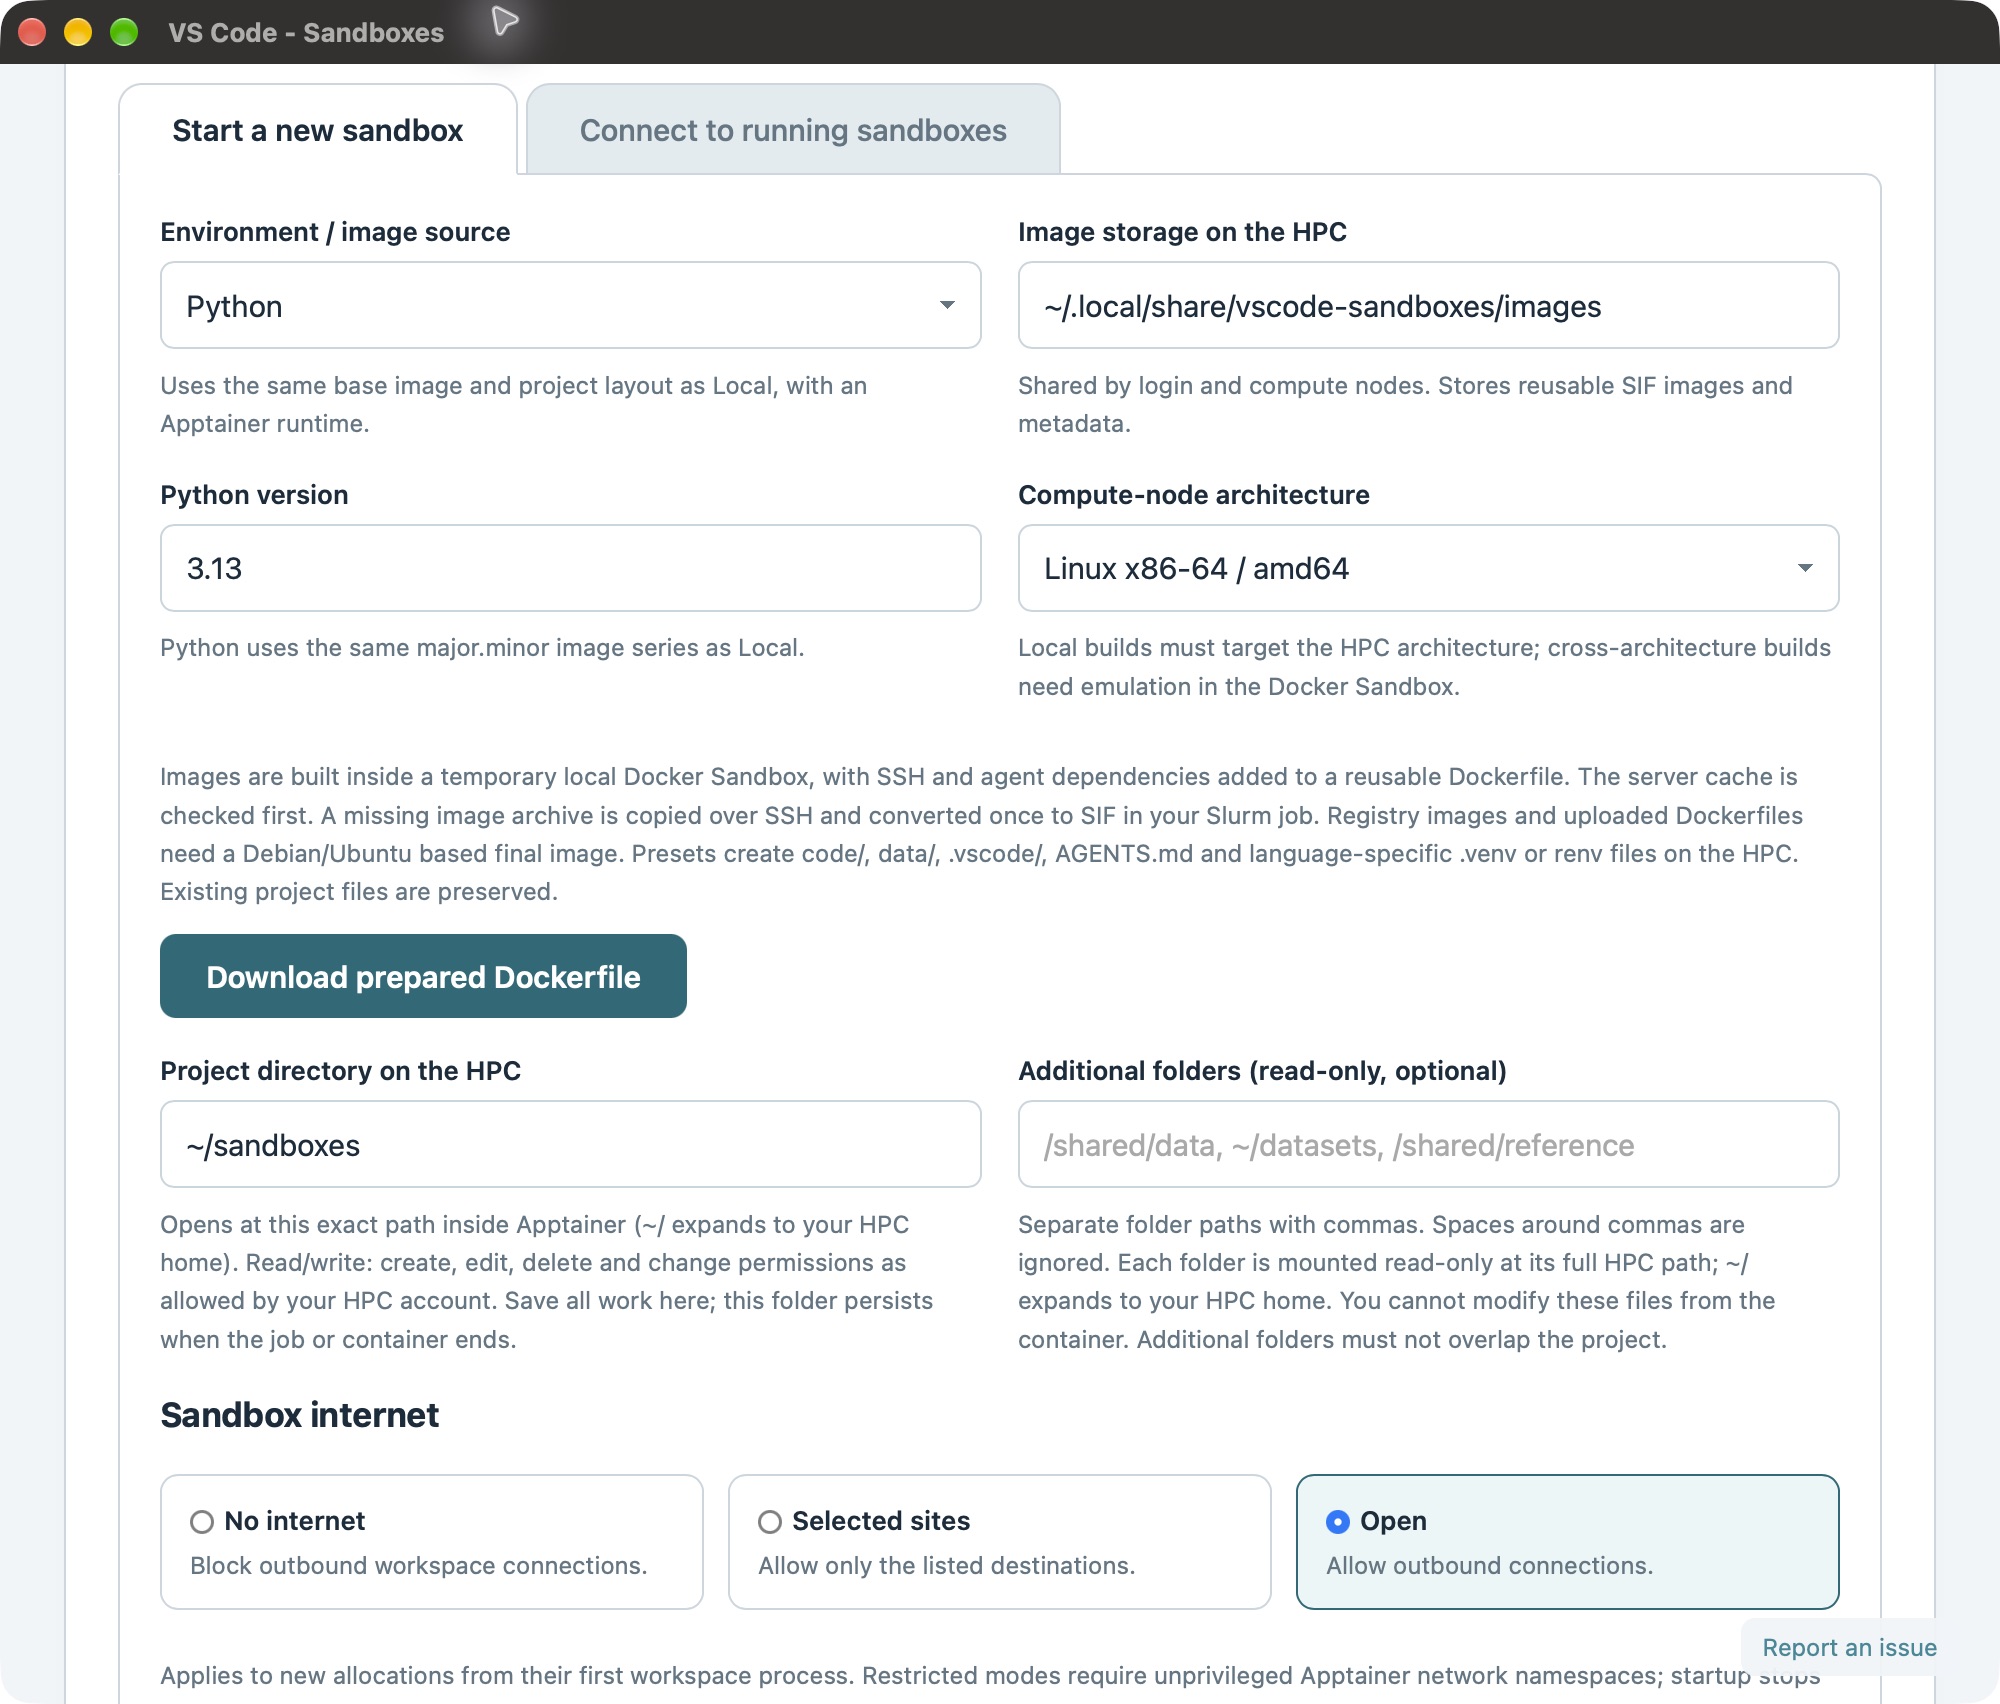 VS Code - Sandboxes
Start a new sandbox
Connect to running sandboxes
Environment / image source
Python
Uses the same base image and project layout as Local, with an
Apptainer runtime.
Image storage on the HPC
~/.local/share/vscode-sandboxes/images
Shared by login and compute nodes. Stores reusable SIF images and
metadata.
Python version
3.13
Python uses the same major.minor image series as Local.
Compute-node architecture
Linux x86-64 / amd64
Local builds must target the HPC architecture; cross-architecture builds
need emulation in the Docker Sandbox.
Images are built inside a temporary local Docker Sandbox, with SSH and agent dependencies added to a reusable Dockerfile. The server cache is
checked first. A missing image archive is copied over SSH and converted once to SIF in your Slurm job. Registry images and uploaded Dockerfiles
need a Debian/Ubuntu based final image. Presets create code/, data/, .vscode/, AGENTS.md and language-specific .venv or renv files on the HPC.
Existing project files are preserved.
Download prepared Dockerfile
Project directory on the HPC
~/sandboxes
Opens at this exact path inside Apptainer (~/ expands to your HPC
home). Read/write: create, edit, delete and change permissions as
allowed by your HPC account. Save all work here; this folder persists
when the job or container ends.
Additional folders (read-only, optional)
/shared/data, ~/datasets, /shared/reference
Separate folder paths with commas. Spaces around commas are
ignored. Each folder is mounted read-only at its full HPC path; ~/
expands to your HPC home. You cannot modify these files from the
container. Additional folders must not overlap the project.
Sandbox internet
No internet
Block outbound workspace connections.
Selected sites
Allow only the listed destinations.
Open
Allow outbound connections.
Report an issue
Applies to new allocations from their first workspace process. Restricted modes require unprivileged Apptainer network namespaces; startup stops